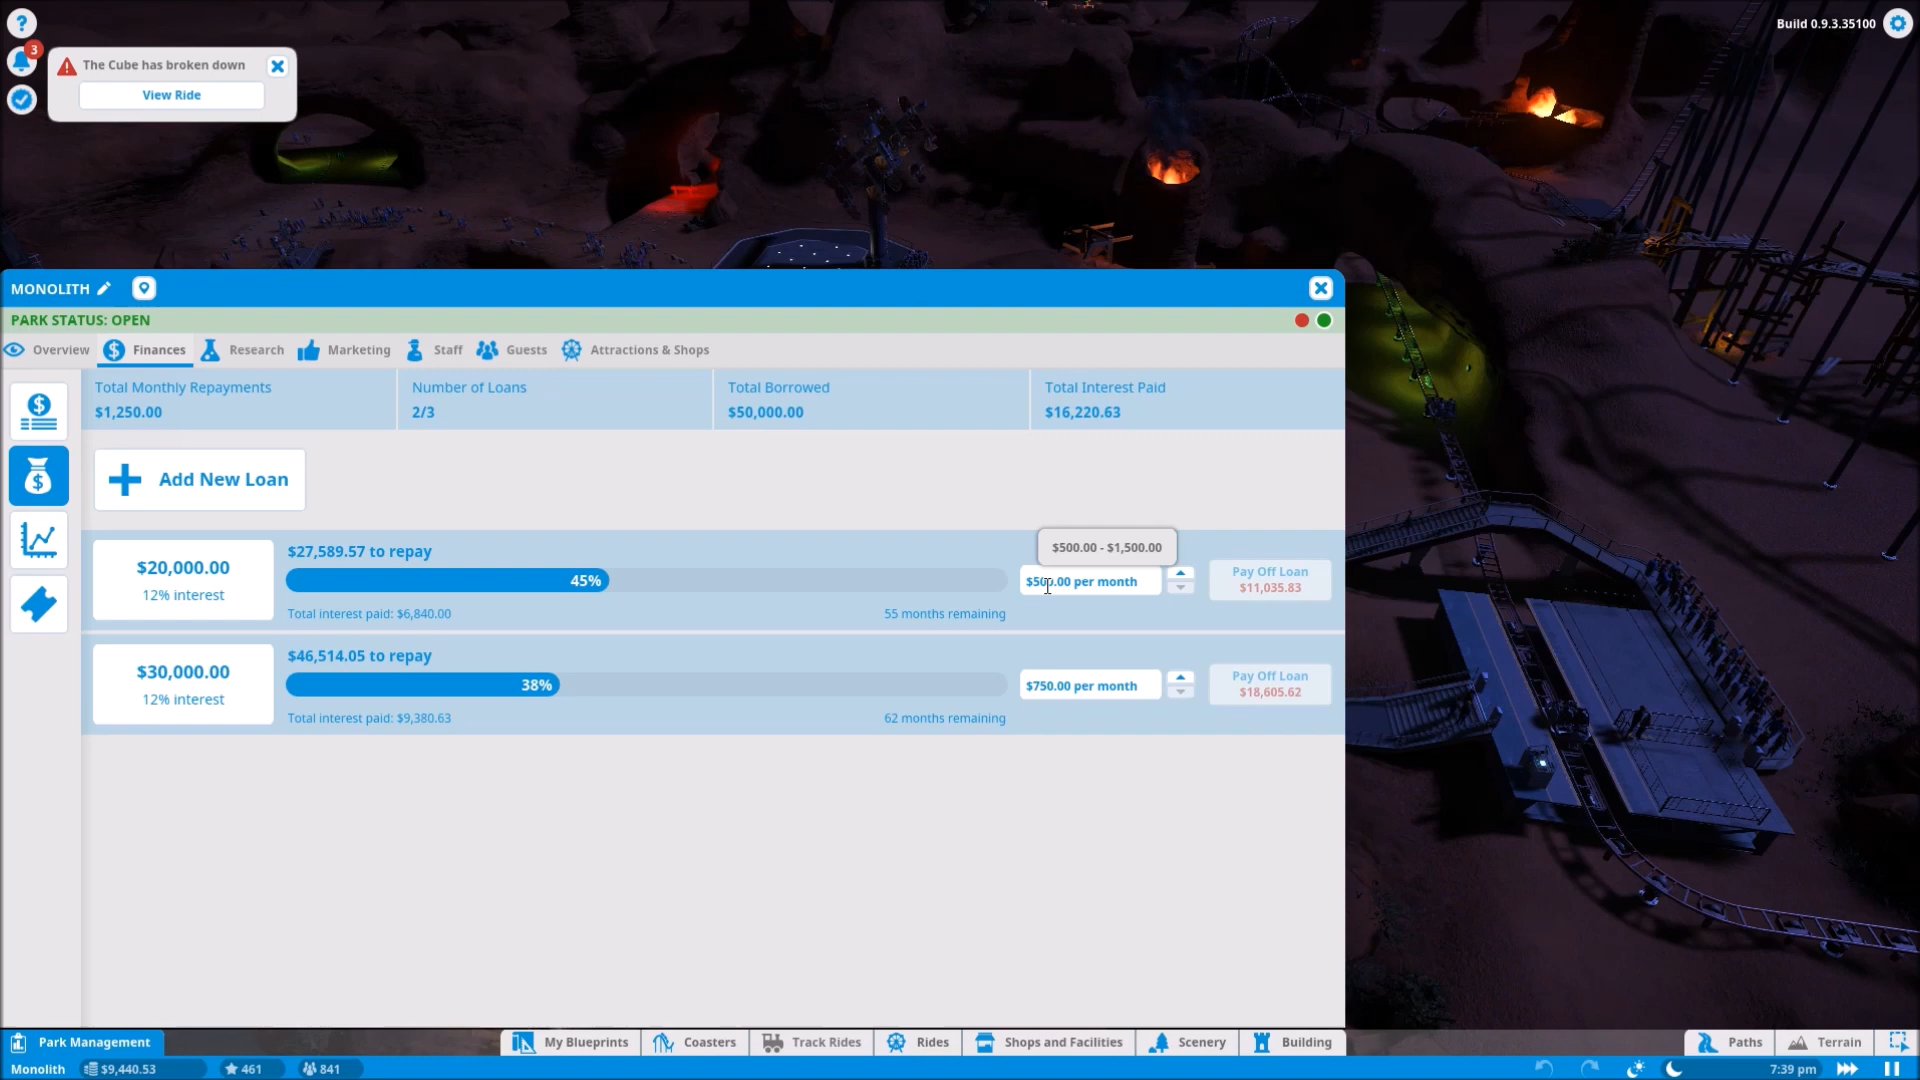 ?
Build 0.9.3.35100
3
The Cube has broken down
View Ride
MONOLITH
PARK STATUS: OPEN
Overview
Finances
Research
Marketing
Staff
Guests
Attractions & Shops
Total Monthly Repayments
$1,250.00
Number of Loans
2/3
Total Borrowed
$50,000.00
Total Interest Paid
$16,220.63
Add New Loan
$20,000.00
12% interest
$27,589.57 to repay
45%
Total interest paid: $6,840.00
55 months remaining
$500.00 - $1,500.00
$500.00 per month
Pay Off Loan
$11,035.83
$30,000.00
12% interest
$46,514.05 to repay
38%
Total interest paid: $9,380.63
62 months remaining
$750.00 per month
Pay Off Loan
$18,605.62
Park Management
My Blueprints
Coasters
Track Rides
Rides
Shops and Facilities
Scenery
Building
Paths
Terrain
Monolith
$9,440.53
461
841
7:39 pm